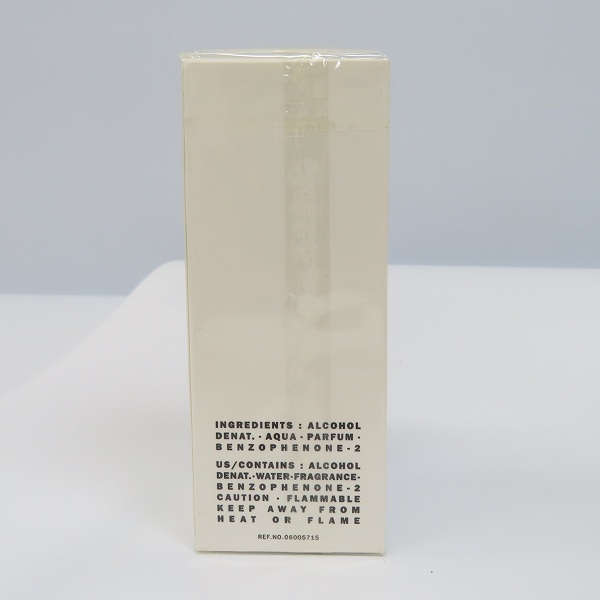 INGREDIENTS : ALCOHOL
DENAT. · AQUA · PARFUM ·
BENZOPHENONE - 2
US/CONTAINS : ALCOHOL
DENAT. · WATER · FRAGRANCE ·
BENZOPHENONE - 2
CAUTION · FLAMMABLE
KEEP AWAY FROM
HEAT OR FLAME
REF.NO.06005715